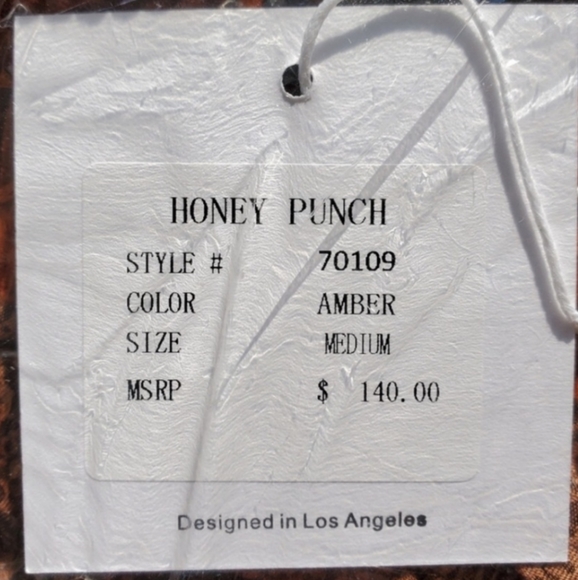 HONEY PUNCH
STYLE # 70109
COLOR AMBER
SIZE MEDIUM
MSRP $ 140.00
Designed in Los Angeles